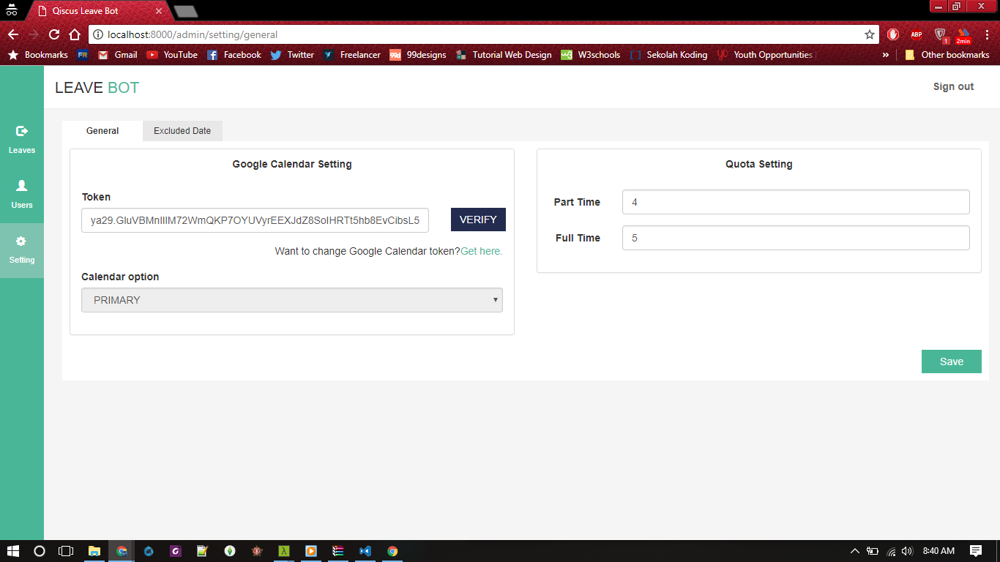 Qiscus Leave Bot
localhost:8000/admin/setting/general
ABP
1
2min
Bookmarks FR Gmail YouTube Facebook Twitter Freelancer 99d 99designs Tutorial Web Design W3schools Sekolah Koding YO Youth Opportunities » Other bookmarks
LEAVE BOT
Sign out
Leaves
Users
Setting
General Excluded Date
Google Calendar Setting
Token
VERIFY
Want to change Google Calendar token?Get here.
Calendar option
PRIMARY
Quota Setting
Part Time 4
Full Time 5
Save
8:40 AM